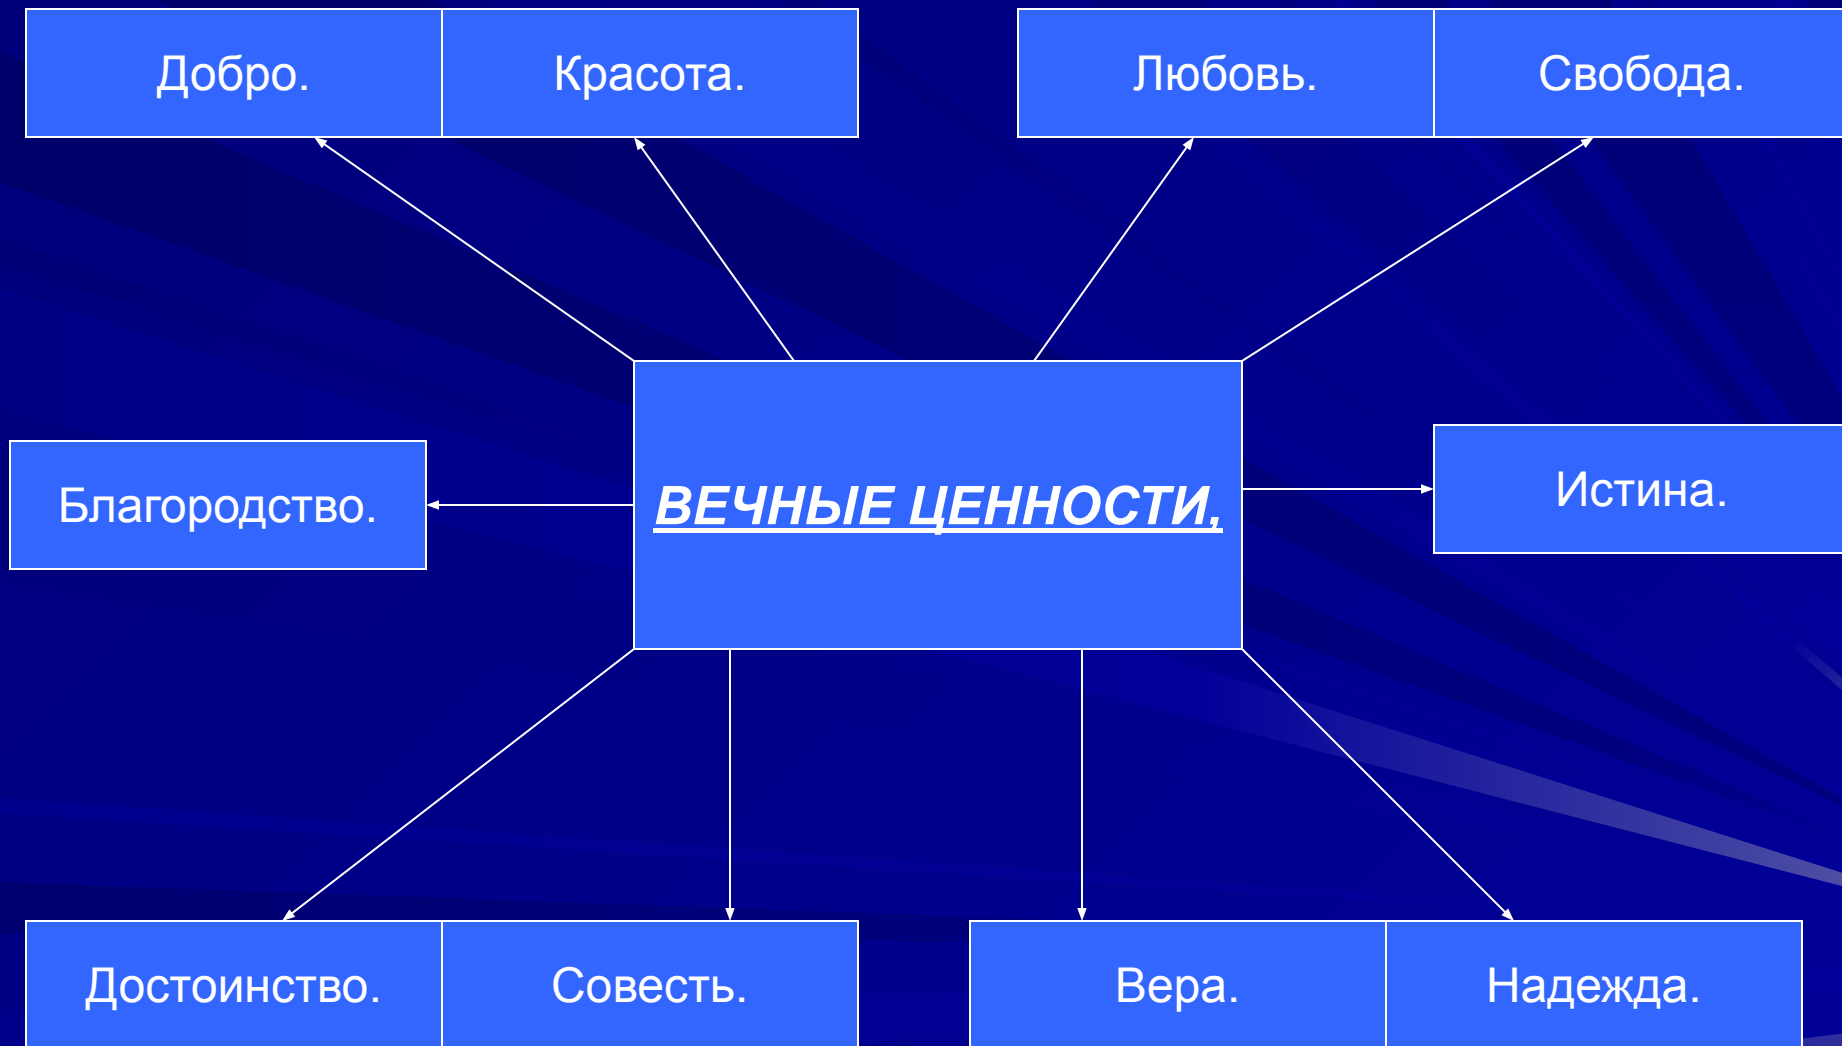 Добро.
Красота.
Любовь.
Свобода.
Благородство.
ВЕЧНЫЕ ЦЕННОСТИ,
Истина.
Достоинство.
Совесть.
Вера.
Надежда.